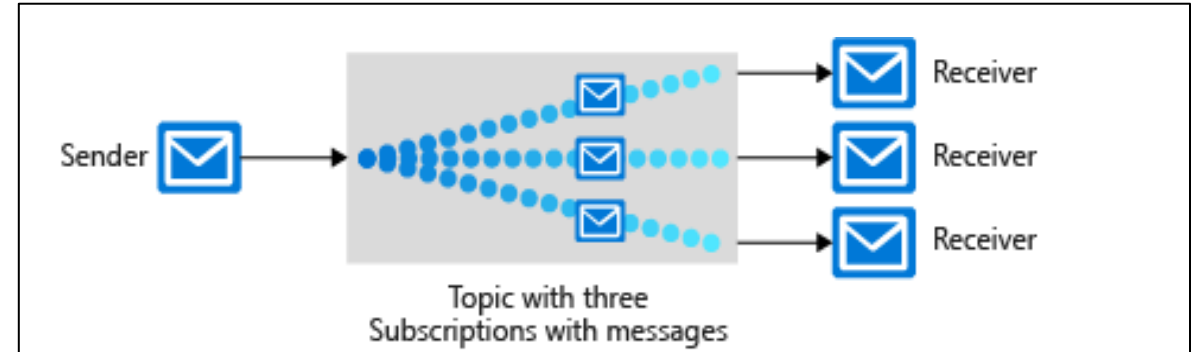 Receiver
Sender
Receiver
Receiver
Topic with three
Subscriptions with messages